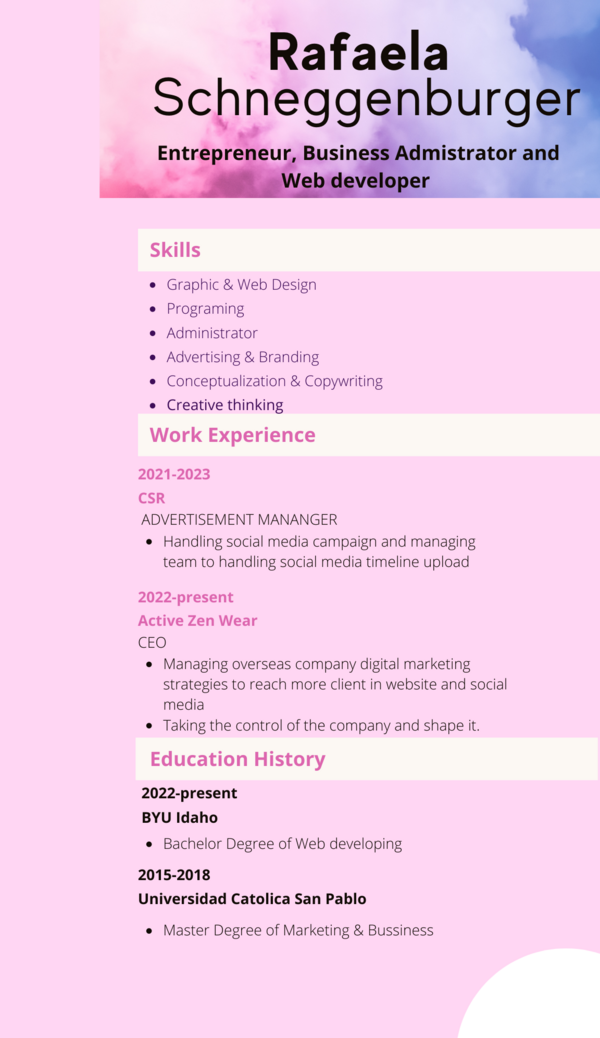 Rafaela
Schneggenburger
Entrepreneur, Business Admistrator and
Web developer
Skills
• Graphic & Web Design
• Programing
• Administrator
• Advertising & Branding
• Conceptualization & Copywriting
• Creative thinking
Work Experience
2021-2023
CSR
ADVERTISEMENT MANANGER
• Handling social media campaign and managing
team to handling social media timeline upload
2022-present
Active Zen Wear
CEO
• Managing overseas company digital marketing
strategies to reach more client in website and social
media
• Taking the control of the company and shape it.
Education History
2022-present
BYU Idaho
• Bachelor Degree of Web developing
2015-2018
Universidad Catolica San Pablo
• Master Degree of Marketing & Bussiness